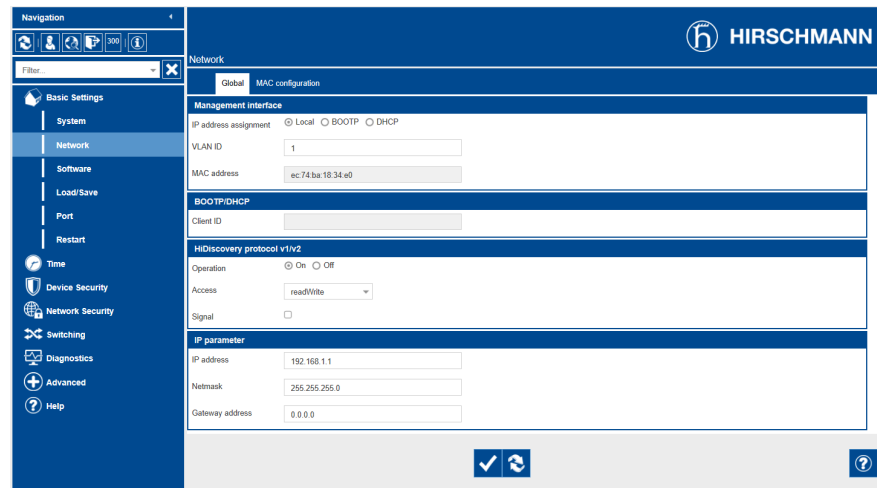 Navigation
300
Filter...
Basic Settings
System
Network
Software
Load/Save
Port
Restart
Time
Device Security
Network Security
Switching
Diagnostics
Advanced
Help
HIRSCHMANN
Network
Global MAC configuration
Management interface
IP address assignment Local BOOTP DHCP
VLAN ID 1
MAC address ec:74:ba:18:34:e0
BOOTP/DHCP
Client ID
HiDiscovery protocol v1/v2
Operation On Off
Access readWrite
Signal
IP parameter
IP address 192.168.1.1
Netmask 255.255.255.0
Gateway address 0.0.0.0